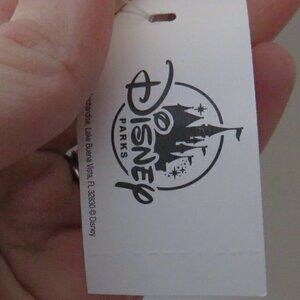 Disney
PARKS
Lake Buena Vista, FL 32830 © Disney